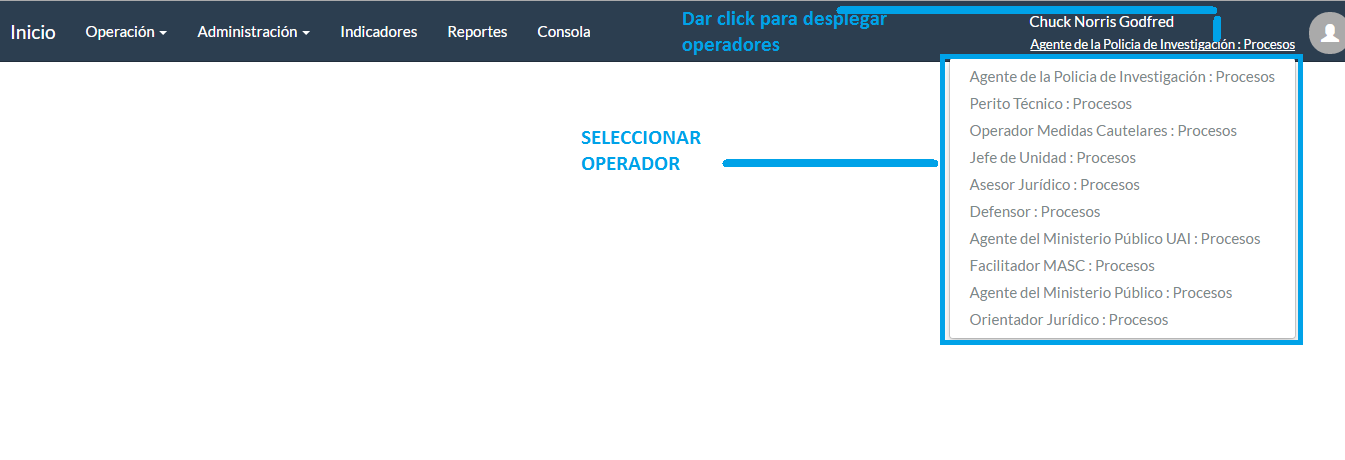 Inicio
Operación
Administración
Indicadores
Reportes
Consola
Dar click para desplegar
operadores
Chuck Norris Godfred
Agente de la Policia de Investigación : Procesos
SELECCIONAR
OPERADOR
Agente de la Policia de Investigación : Procesos
Perito Técnico : Procesos
Operador Medidas Cautelares : Procesos
Jefe de Unidad : Procesos
Asesor Jurídico : Procesos
Defensor : Procesos
Agente del Ministerio Público UAI : Procesos
Facilitador MASC : Procesos
Agente del Ministerio Público : Procesos
Orientador Jurídico : Procesos